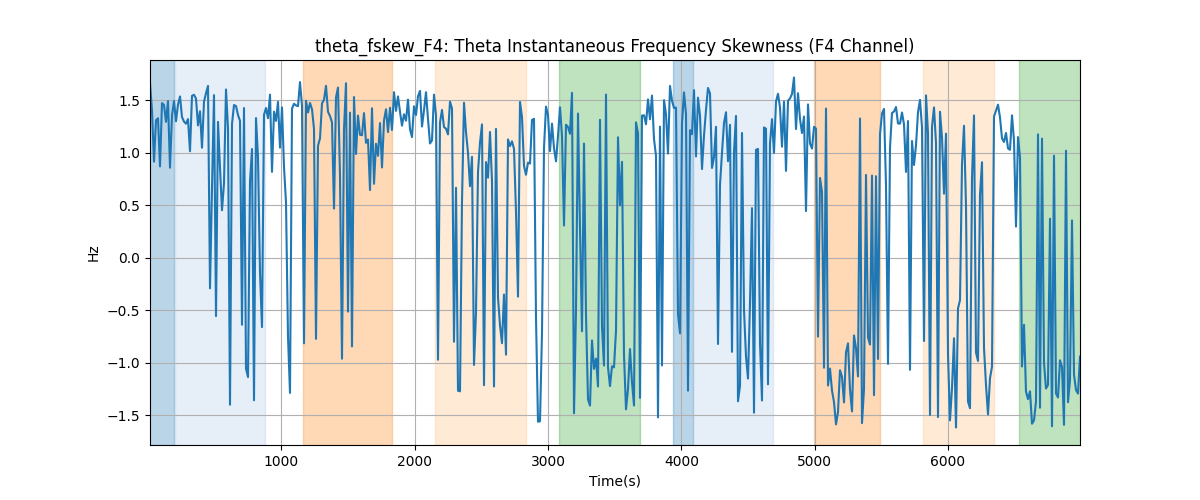 theta_fskew_F4: Theta Instantaneous Frequency Skewness (F4 Channel)
1.5
1.0
0.5
0.0
−0.5
−1.0
−1.5
Hz
1000 2000 3000 4000 5000 6000
Time(s)